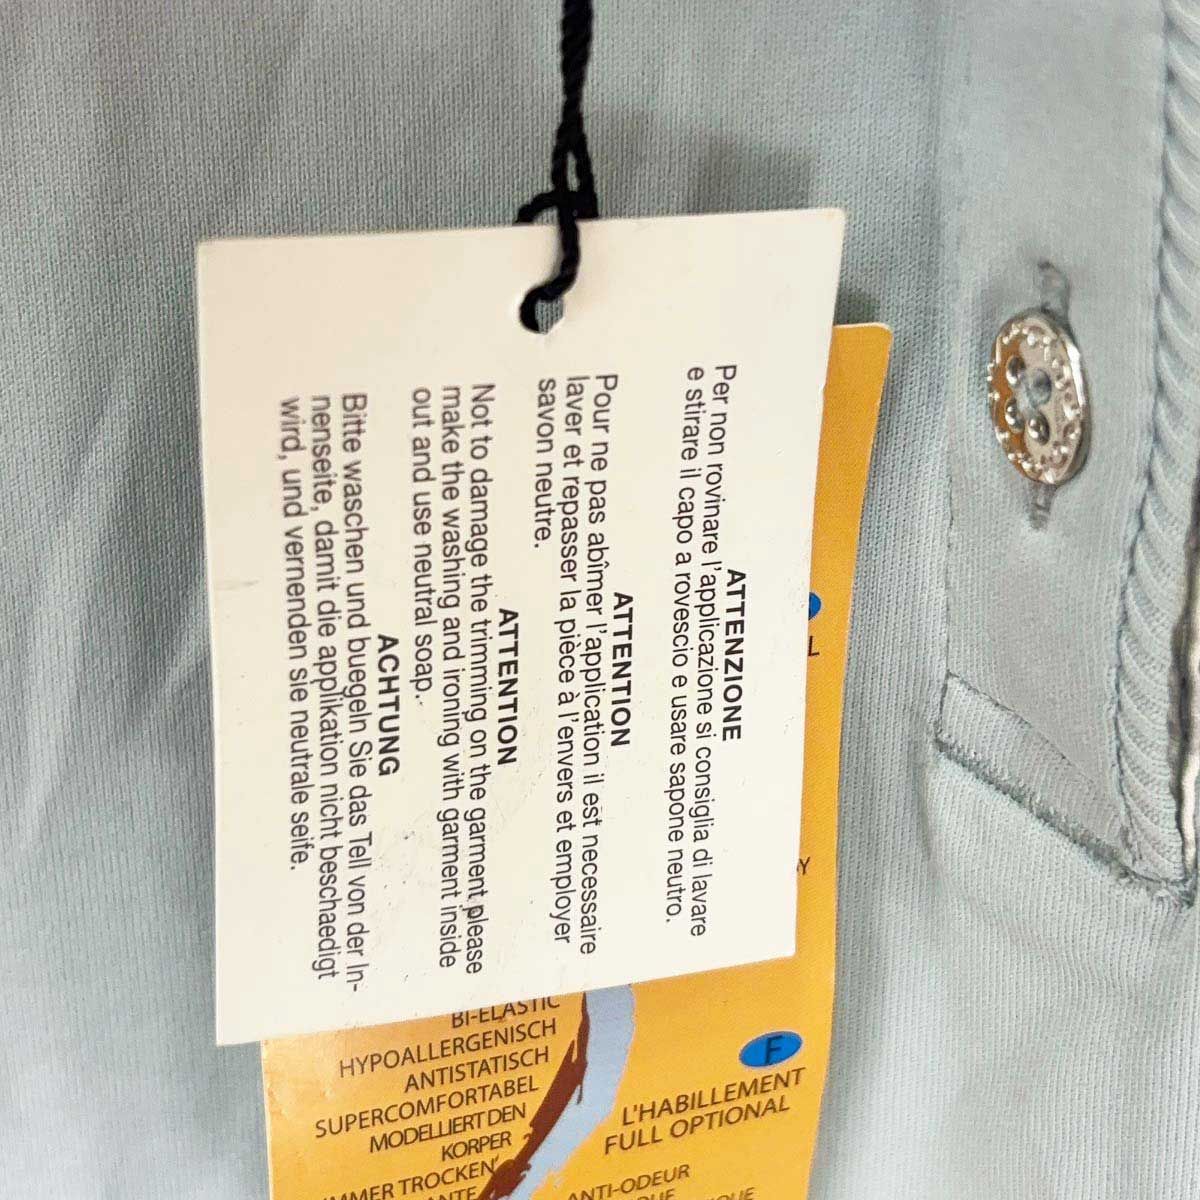 ATTENZIONE
Per non rovinare l'applicazione si consiglia di lavare
e stirare il capo a rovescio e usare sapone neutro.
ATTENTION
Pour ne pas abîmer l'application il est necessaire
laver et repasser la pièce à l'envers et employer
savon neutre.
ATTENTION
Not to damage the trimming on the garment please
make the washing and ironing with garment inside
out and use neutral soap.
ACHTUNG
Bitte waschen und buegeln Sie das Tell von der In-
nenseite, damit die applikation nicht beschaedigt
wird, und vernenden sie neutrale seife.
L
Y
BI-ELASTIC
HYPOALLERGENISCH
ANTISTATISCH
SUPERCOMFORTABEL
MODELLIERT DEN
KORPER
MMER TROCKEN
ANTE
F
L'HABILLEMENT
FULL OPTIONAL
ANTI-ODEUR